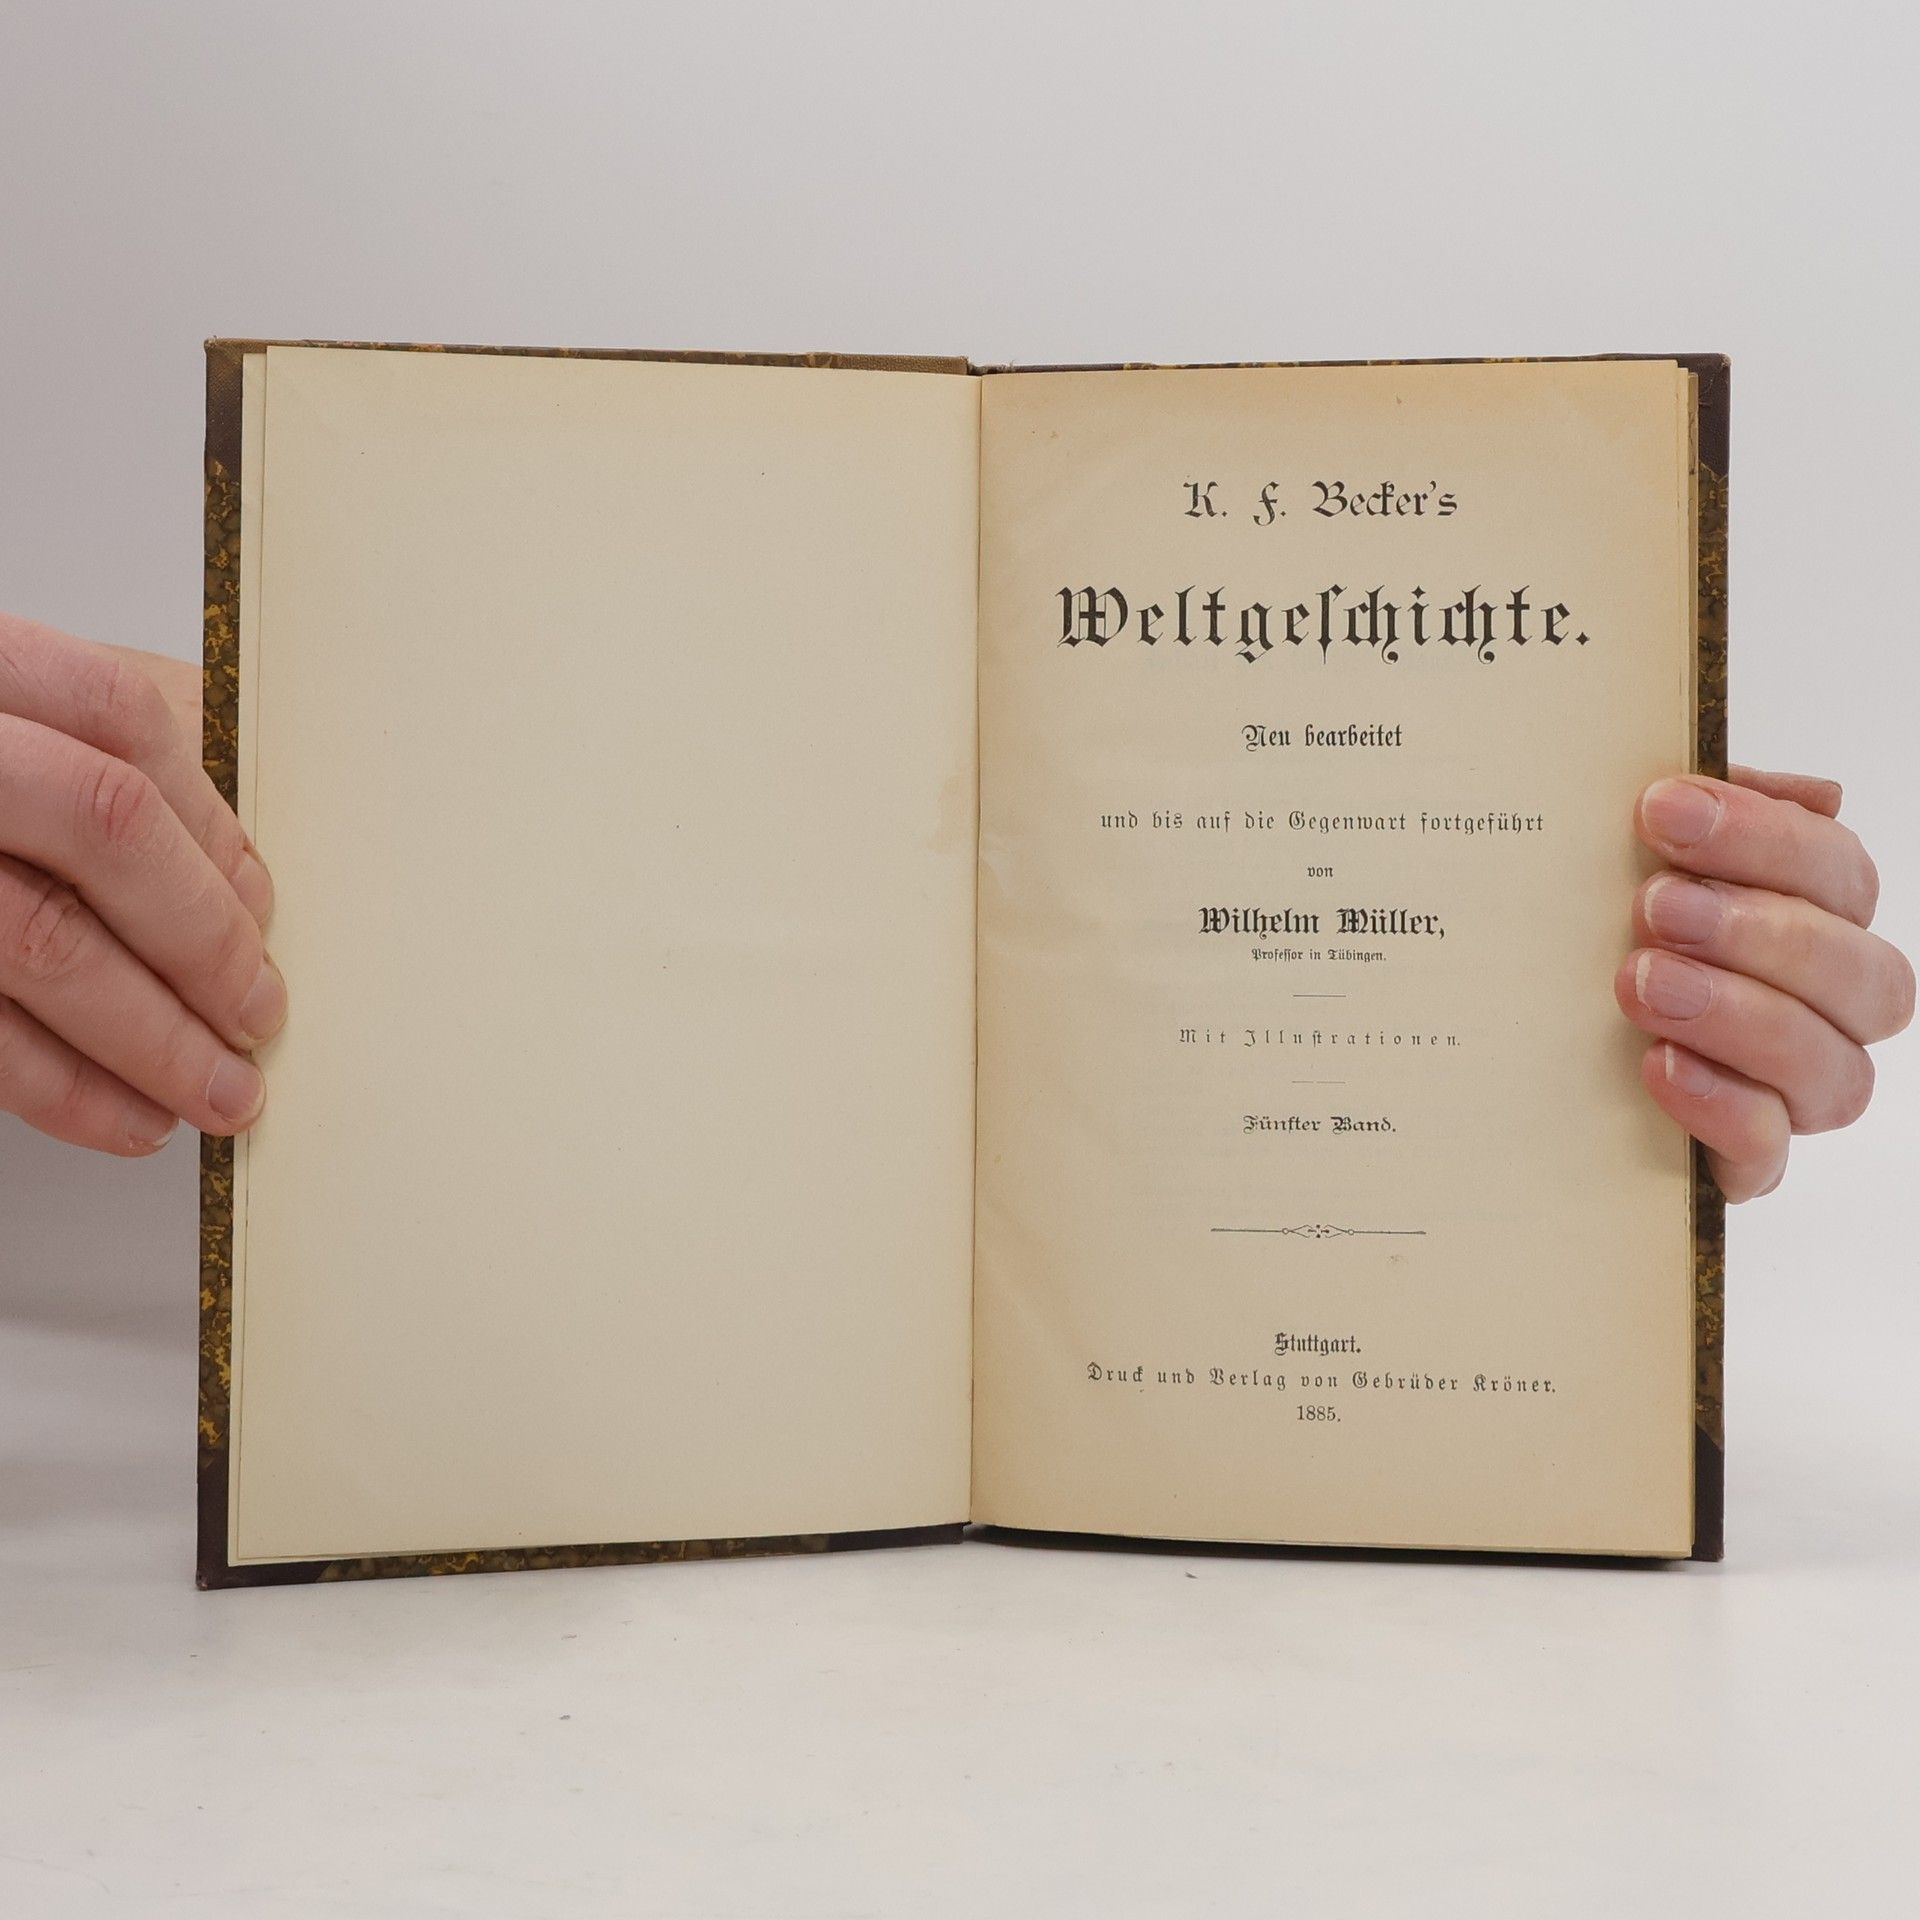 K. F. Becker's
Weltgeſchichte.
Neu bearbeitet
und bis auf die Gegenwart fortgeführt
von
Wilhelm Müller,
Profeſſor in Tübingen.
Mit Illuſtrationen.
Fünfter Band.
Stuttgart.
Druck und Verlag von Gebrüder Kröner.
1885.